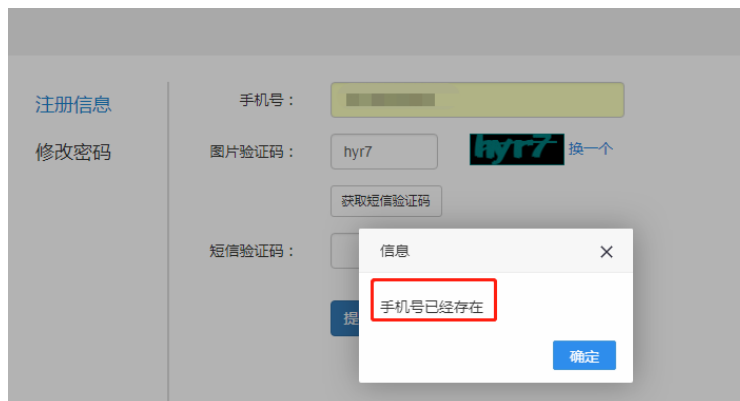 注册信息
修改密码
手机号：
图片验证码： hyr7 hyr7 换一个
获取短信验证码
短信验证码：
信息
手机号已经存在
提
确定